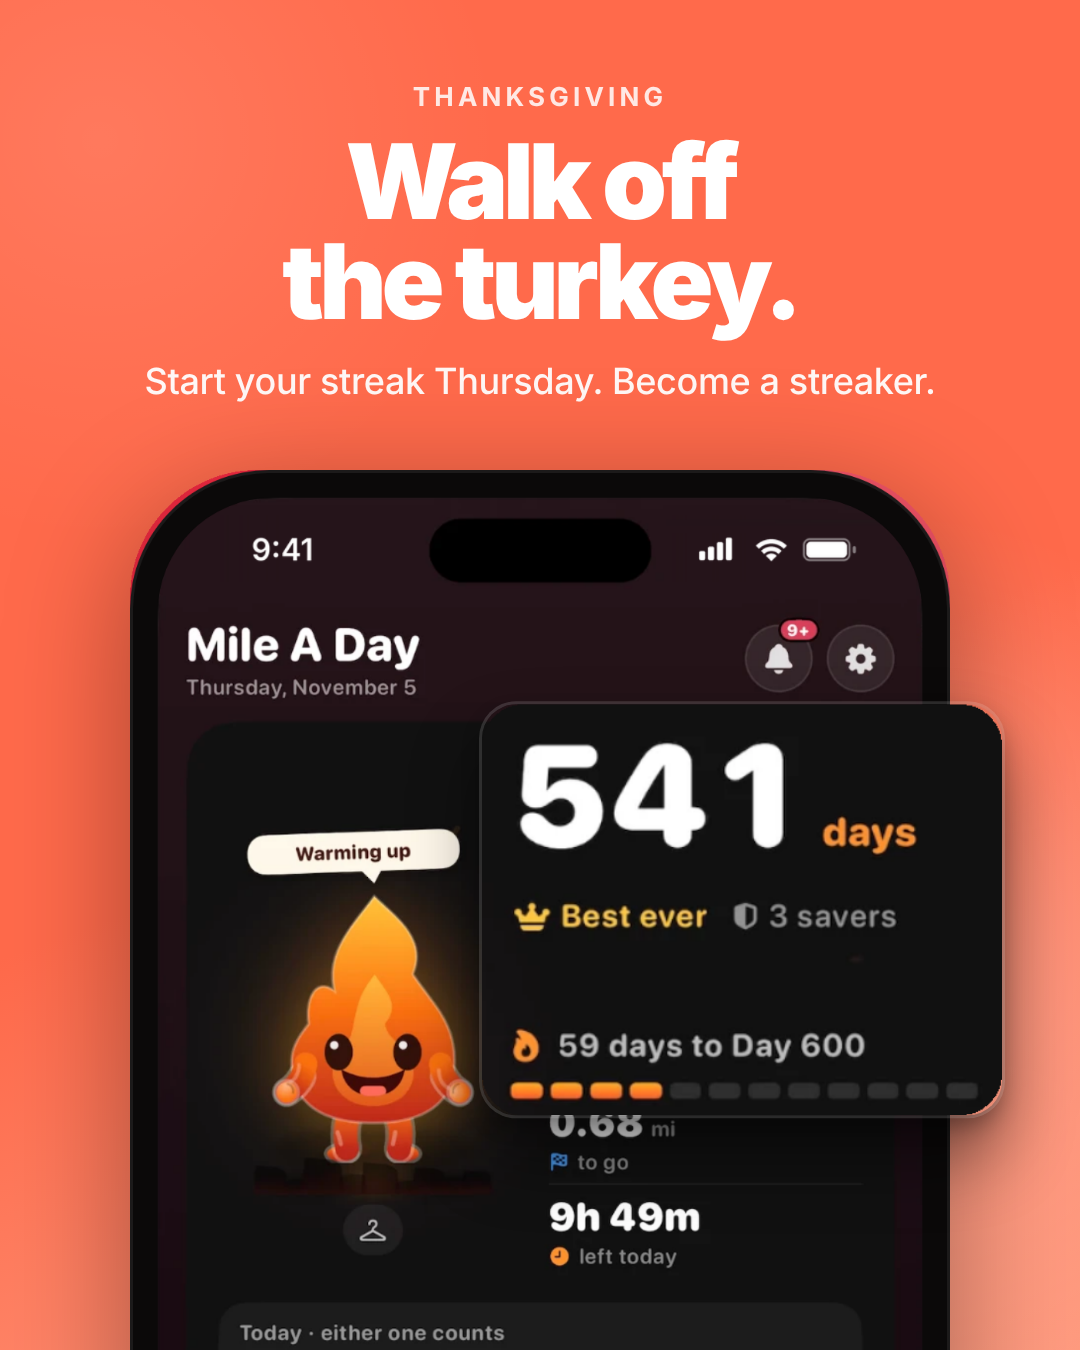 THANKSGIVING
Walk off
the turkey.
Start your streak Thursday. Become a streaker.
9:41
Mile A Day
Thursday, November 5
9+
541 days
Best ever 3 savers
59 days to Day 600
Warming up
0.68 mi
to go
9h 49m
left today
Today · either one counts